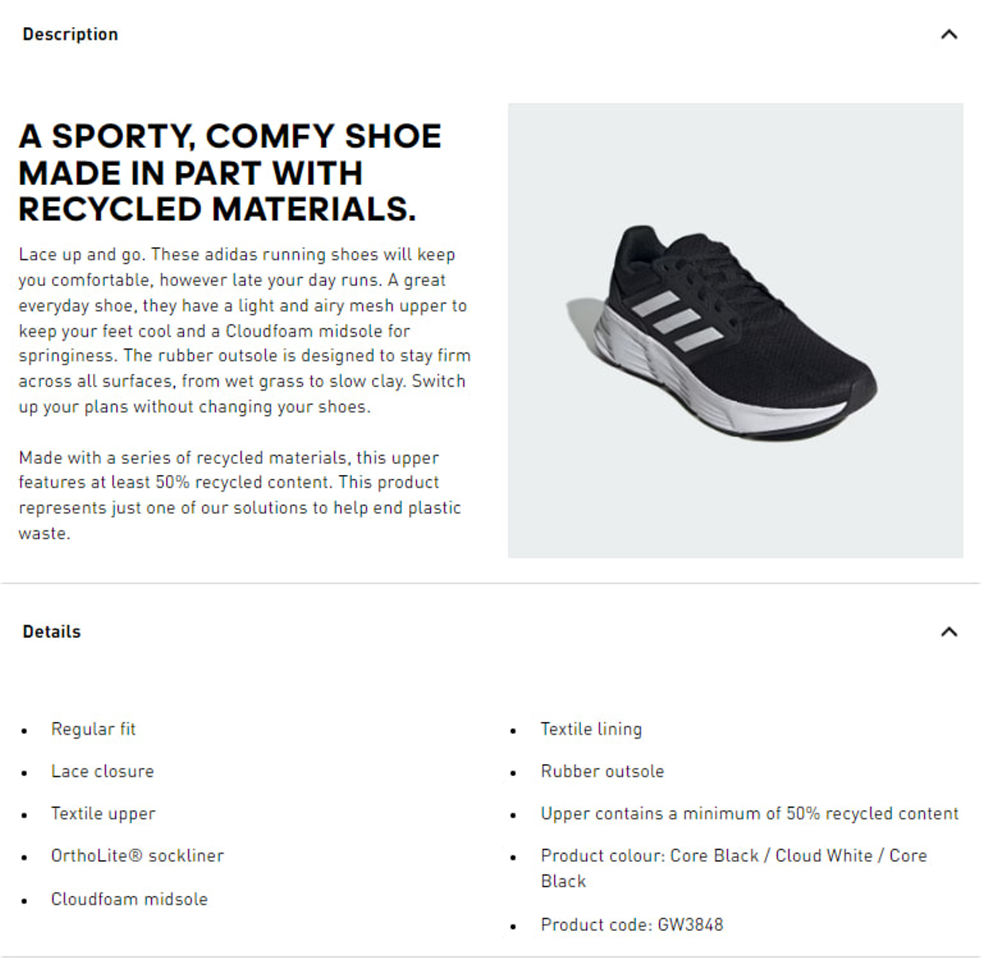 Description
A SPORTY, COMFY SHOE
MADE IN PART WITH
RECYCLED MATERIALS.
Lace up and go. These adidas running shoes will keep
you comfortable, however late your day runs. A great
everyday shoe, they have a light and airy mesh upper to
keep your feet cool and a Cloudfoam midsole for
springiness. The rubber outsole is designed to stay firm
across all surfaces, from wet grass to slow clay. Switch
up your plans without changing your shoes.
Made with a series of recycled materials, this upper
features at least 50% recycled content. This product
represents just one of our solutions to help end plastic
waste.
Details
• Regular fit
• Lace closure
• Textile upper
• OrthoLite® sockliner
• Cloudfoam midsole
• Textile lining
• Rubber outsole
• Upper contains a minimum of 50% recycled content
• Product colour: Core Black / Cloud White / Core
Black
• Product code: GW3848